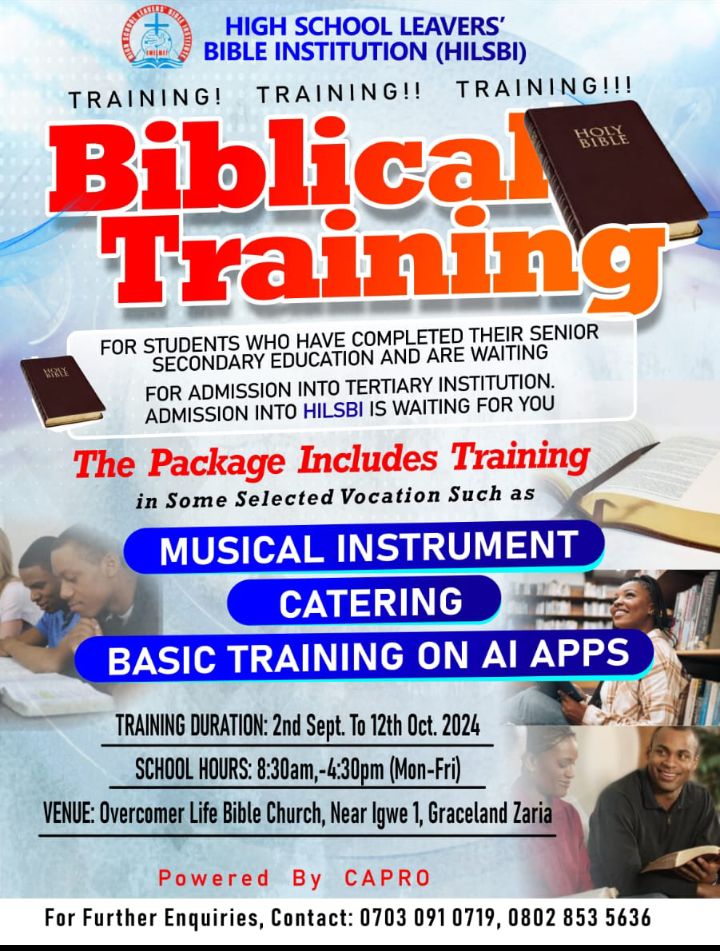 HIGH SCHOOL LEAVERS'
BIBLE INSTITUTION (HILSBI)
HIGH SCHOOL LEAVERS' BIBLE INSTITUTE
TRAINING! TRAINING!! TRAINING!!!
Biblical
HOLY
BIBLE
Training
FOR STUDENTS WHO HAVE COMPLETED THEIR SENIOR
SECONDARY EDUCATION AND ARE WAITING
FOR ADMISSION INTO TERTIARY INSTITUTION.
ADMISSION INTO HILSBI IS WAITING FOR YOU
HOLY
BIBLE
The Package Includes Training
in Some Selected Vocation Such as
MUSICAL INSTRUMENT
CATERING
BASIC TRAINING ON AI APPS
TRAINING DURATION: 2nd Sept. To 12th Oct. 2024
SCHOOL HOURS: 8:30am,-4:30pm (Mon-Fri)
VENUE: Overcomer Life Bible Church, Near Igwe 1, Graceland Zaria
Powered By CAPRO
For Further Enquiries, Contact: 0703 091 0719, 0802 853 5636